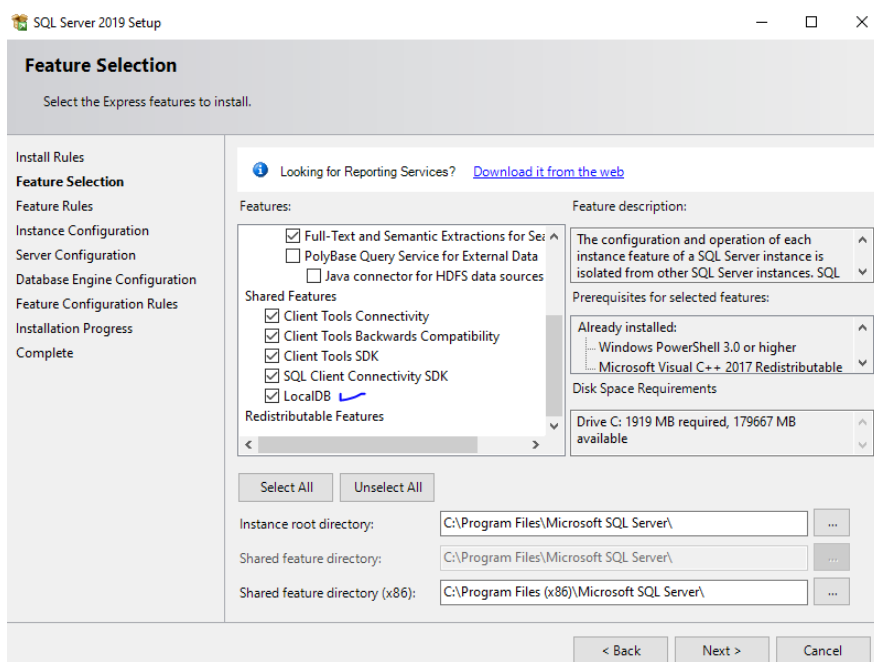 SQL Server 2019 Setup
Feature Selection
Select the Express features to install.
Install Rules
Feature Selection
Feature Rules
Instance Configuration
Server Configuration
Database Engine Configuration
Feature Configuration Rules
Installation Progress
Complete
Looking for Reporting Services? Download it from the web
Features:
Full-Text and Semantic Extractions for Sea
PolyBase Query Service for External Data
Java connector for HDFS data sources
Shared Features
Client Tools Connectivity
Client Tools Backwards Compatibility
Client Tools SDK
SQL Client Connectivity SDK
LocalDB
Redistributable Features
Feature description:
The configuration and operation of each
instance feature of a SQL Server instance is
isolated from other SQL Server instances. SQL
Prerequisites for selected features:
Already installed:
Windows PowerShell 3.0 or higher
Microsoft Visual C++ 2017 Redistributable
Disk Space Requirements
Drive C: 1919 MB required, 179667 MB
available
Select All
Unselect All
Instance root directory:
C:\Program Files\Microsoft SQL Server\
...
Shared feature directory:
C:\Program Files\Microsoft SQL Server\
...
Shared feature directory (x86):
C:\Program Files (x86)\Microsoft SQL Server\
...
< Back
Next >
Cancel